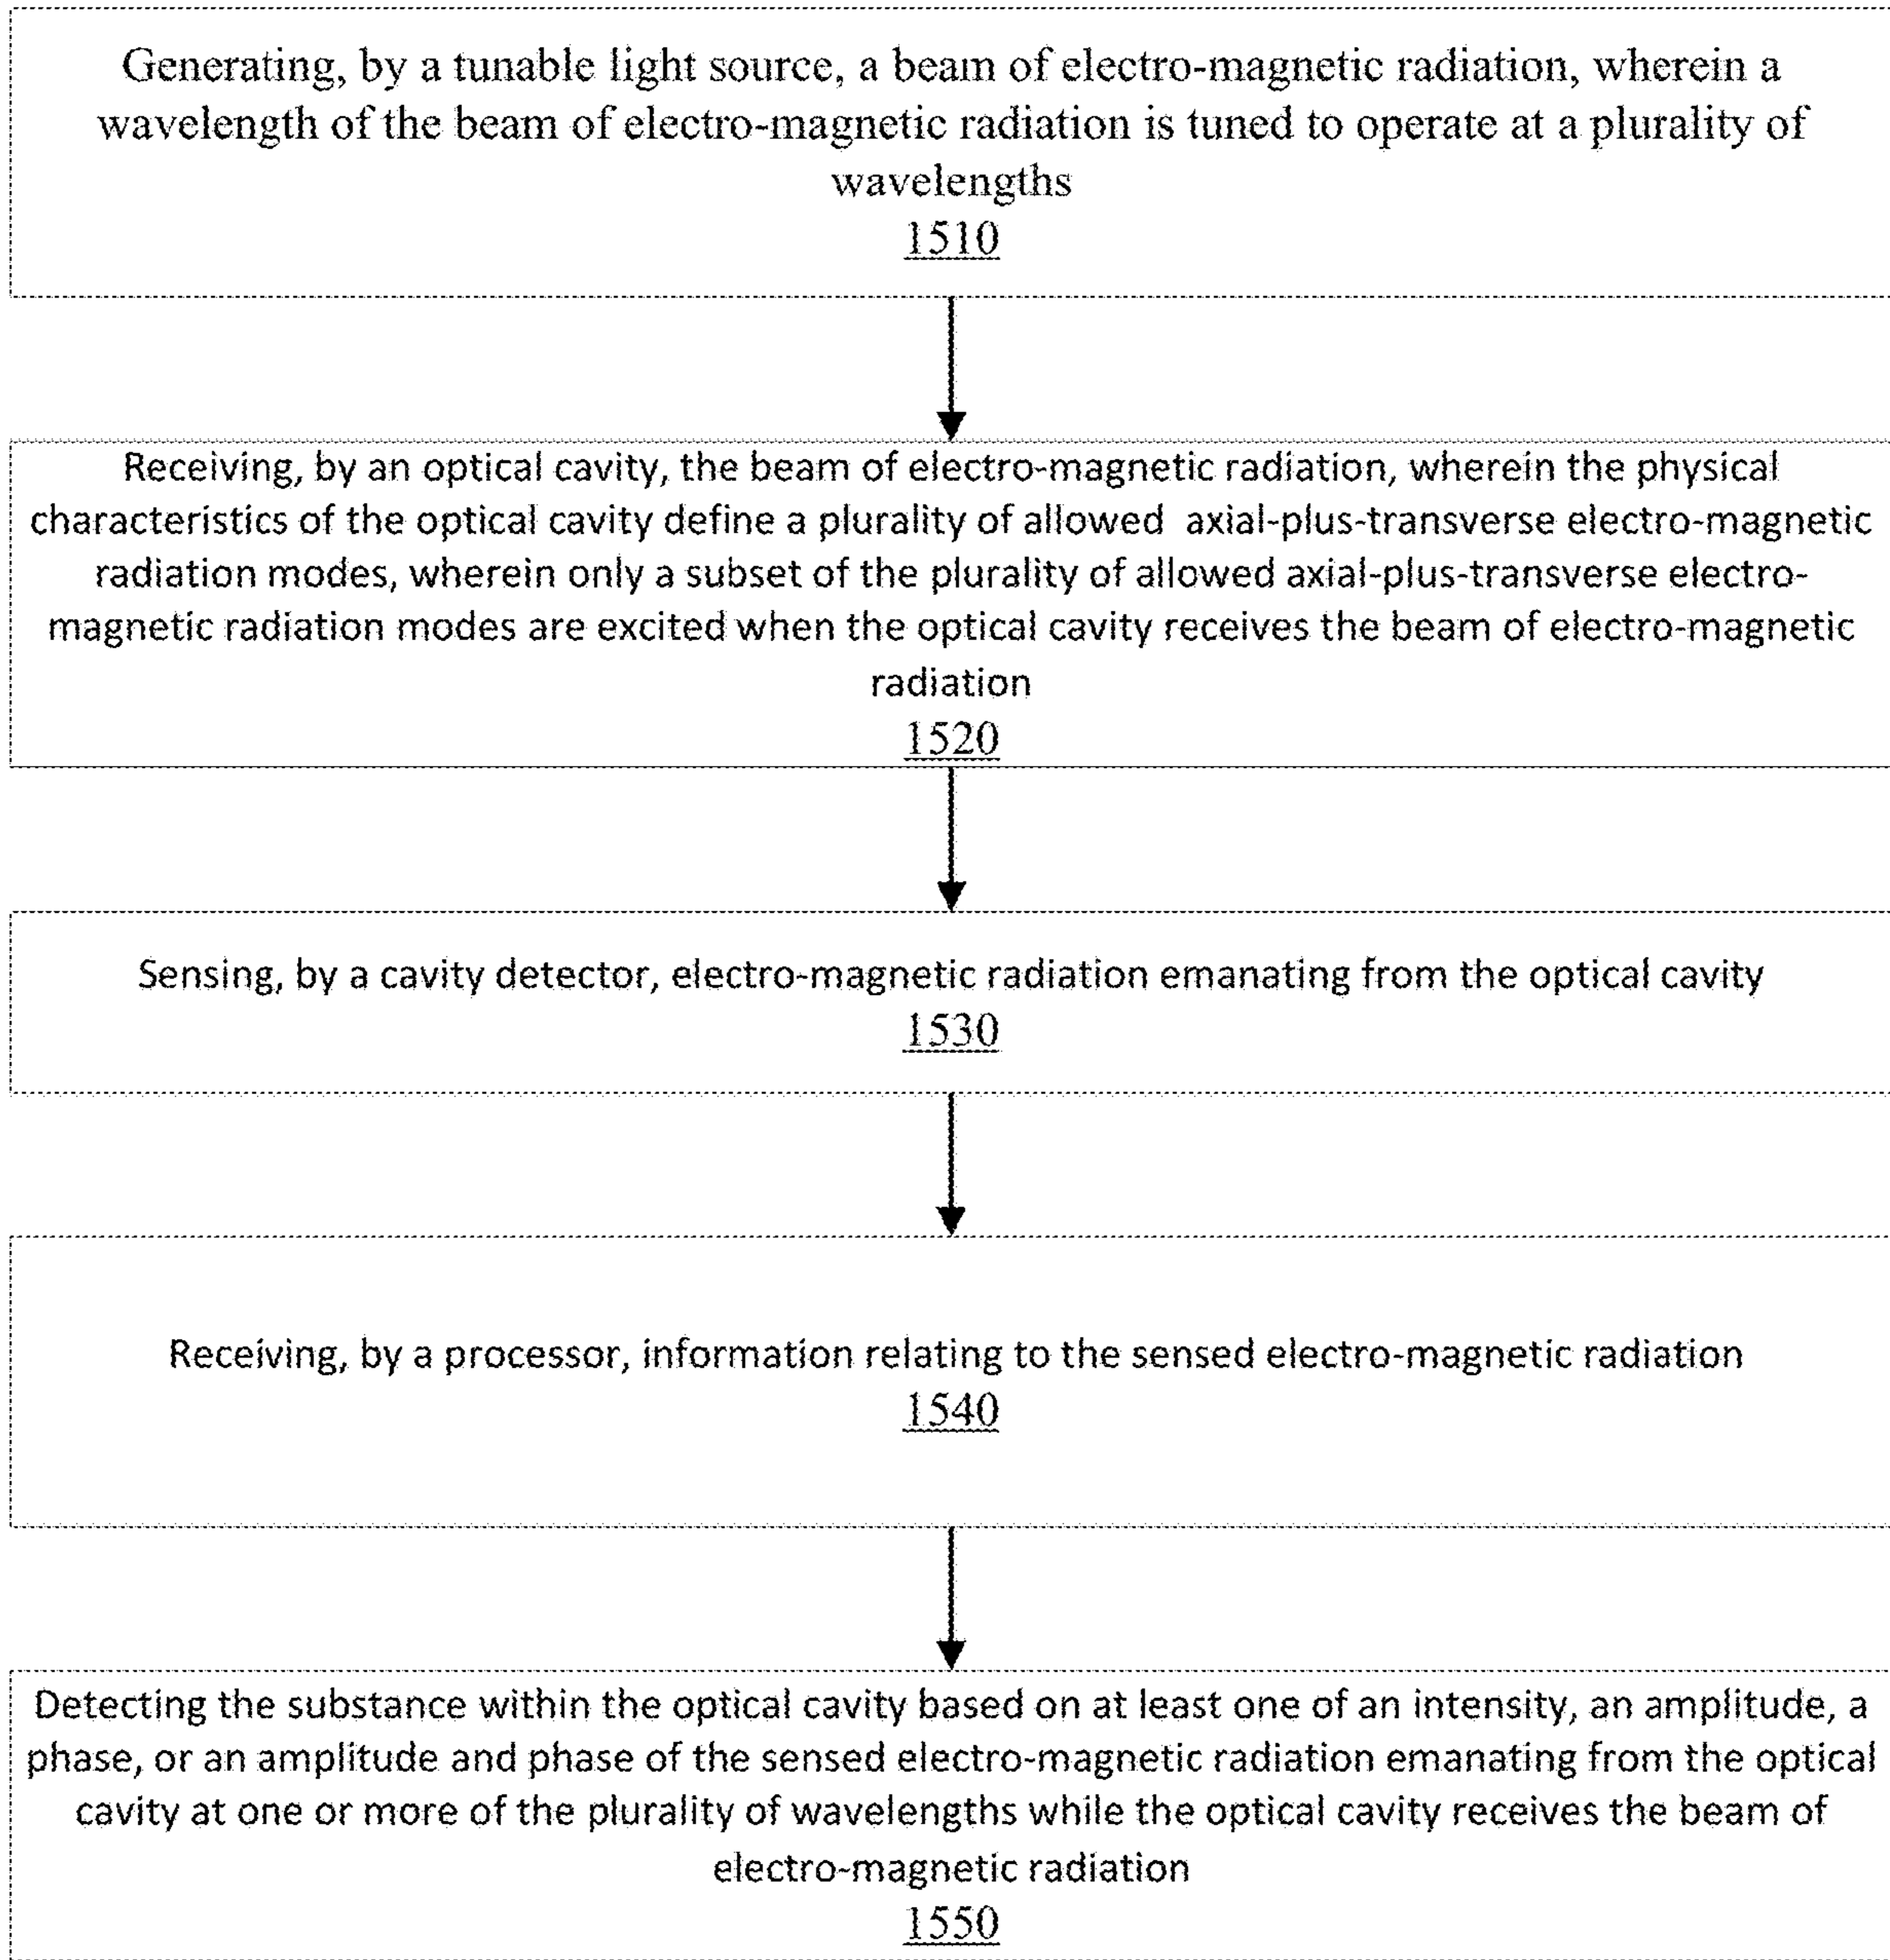 Generating, by a tunable light source, a beam of electro-magnetic radiation, wherein a
wavelength of the beam of electro-magnetic radiation is tuned to operate at a plurality of
wavelengths
1510
Receiving, by an optical cavity, the beam of electro-magnetic radiation, wherein the physical
characteristics of the optical cavity define a plurality of allowed axial-plus-transverse electro-magnetic
radiation modes, wherein only a subset of the plurality of allowed axial-plus-transverse electro-
magnetic radiation modes are excited when the optical cavity receives the beam of electro-magnetic
radiation
1520
Sensing, by a cavity detector, electro-magnetic radiation emanating from the optical cavity
1530
Receiving, by a processor, information relating to the sensed electro-magnetic radiation
1540
Detecting the substance within the optical cavity based on at least one of an intensity, an amplitude, a
phase, or an amplitude and phase of the sensed electro-magnetic radiation emanating from the optical
cavity at one or more of the plurality of wavelengths while the optical cavity receives the beam of
electro-magnetic radiation
1550